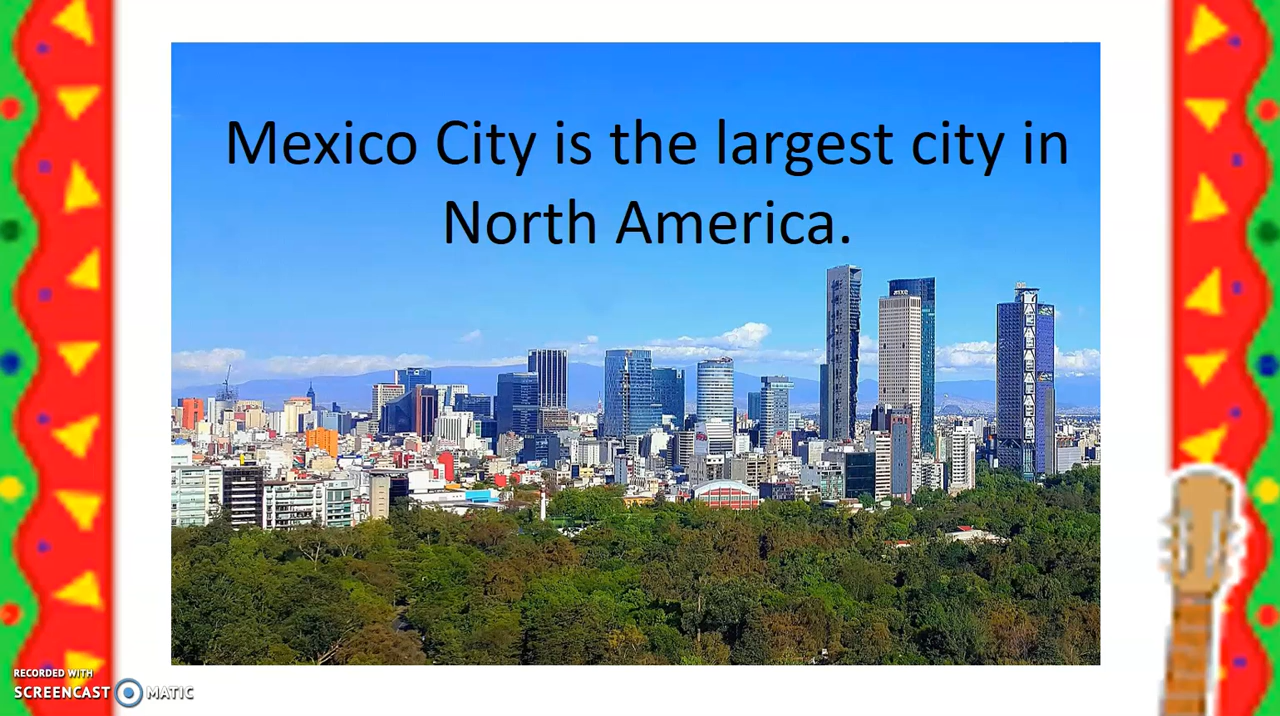 Mexico City is the largest city in
North America.
RECORDED WITH
SCREENCAST MATIC